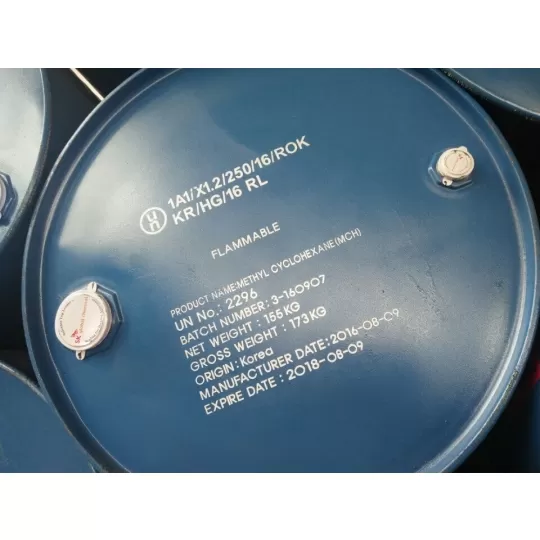 UN
1A1/X1.2/250/16/ROK
KR/HG/16 RL
FLAMMABLE
PRODUCT NAME:METHYL CYCLOHEXANE(MCH)
UN No.: 2296
BATCH NUMBER : 3-160907
NET WEIGHT : 155KG
GROSS WEIGHT : 173KG
ORIGIN:Korea
MANUFACTURER DATE:2016-08-09
EXPIRE DATE : 2018-08-09
SK